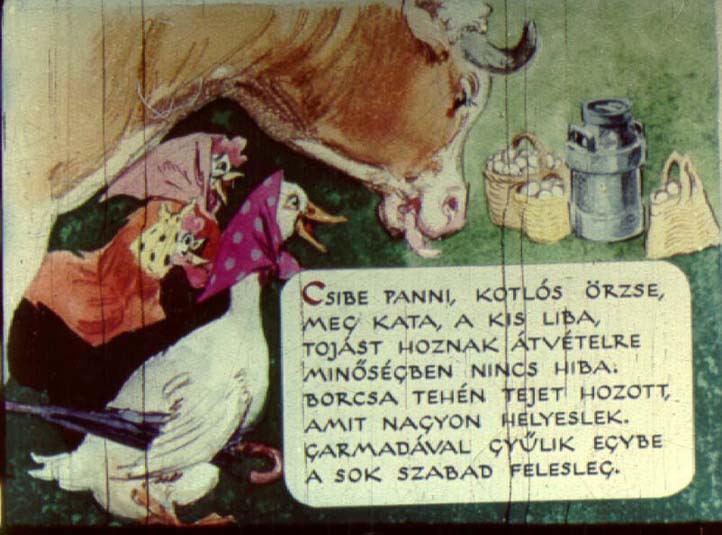 CSIBE PANNI, KOTLÓS ÖRZSE,
MEG KATA, A KIS LIBA,
TOJÁST HOZNAK ÁTVÉTELRE
MINŐSÉGBEN NINCS HIBA.
BORCSA TEHÉN TEJET HOZOTT,
AMIT NAGYON HELYESLEK.
GARMADÁVAL GYŰLIK EGYBE
A SOK SZABAD FELESLEG.